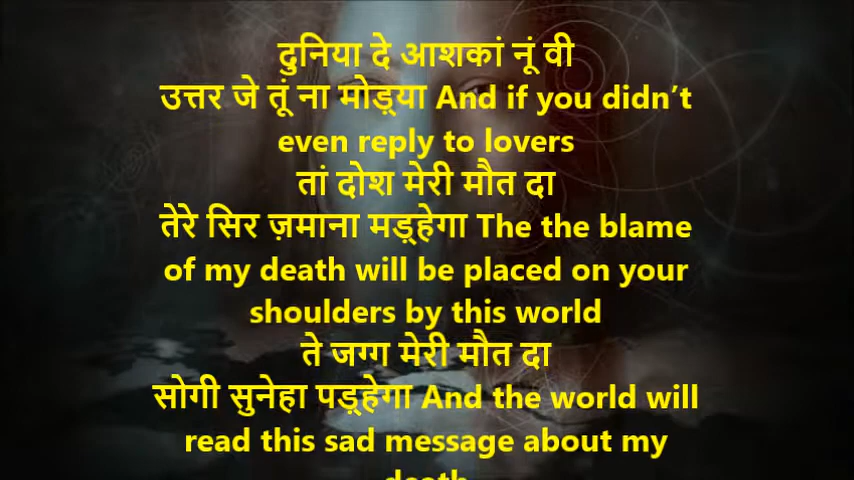 दुनिया दे आशकां नूं वी
उत्तर जे तूं ना मोड़्या And if you didn’t
even reply to lovers
तां दोश मेरी मौत दा
तेरे सिर ज़माना मड़्हेगा The the blame
of my death will be placed on your
shoulders by this world
ते जग्ग मेरी मौत दा
सोगी सुनेहा पड़्हेगा And the world will
read this sad message about my
death